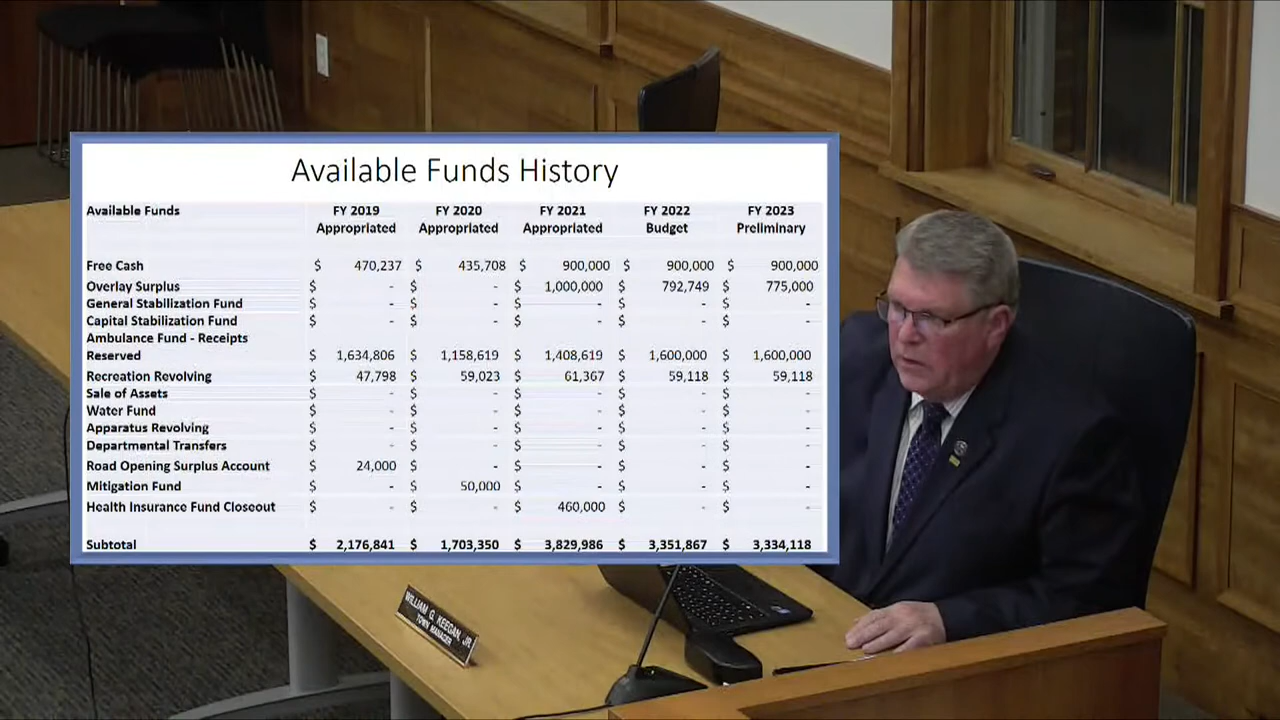 Available Funds History
Available Funds FY 2019 FY 2020 FY 2021 FY 2022 FY 2023
Appropriated Appropriated Appropriated Budget Preliminary
Free Cash $ 470,237 $ 435,708 $ 900,000 $ 900,000 $ 900,000
Overlay Surplus $ - $ - $ 1,000,000 $ 792,749 $ 775,000
General Stabilization Fund $ - $ - $ - $ - $ -
Capital Stabilization Fund $ - $ - $ - $ - $ -
Ambulance Fund - Receipts
Reserved $ 1,634,806 $ 1,158,619 $ 1,408,619 $ 1,600,000 $ 1,600,000
Recreation Revolving $ 47,798 $ 59,023 $ 61,367 $ 59,118 $ 59,118
Sale of Assets $ - $ - $ - $ - $ -
Water Fund $ - $ - $ - $ - $ -
Apparatus Revolving $ - $ - $ - $ - $ -
Departmental Transfers $ - $ - $ - $ - $ -
Road Opening Surplus Account $ 24,000 $ - $ - $ - $ -
Mitigation Fund $ - $ 50,000 $ - $ - $ -
Health Insurance Fund Closeout $ - $ - $ 460,000 $ - $ -
Subtotal $ 2,176,841 $ 1,703,350 $ 3,829,986 $ 3,351,867 $ 3,334,118
WILLIAM G. KEEGAN, JR.
TOWN MANAGER